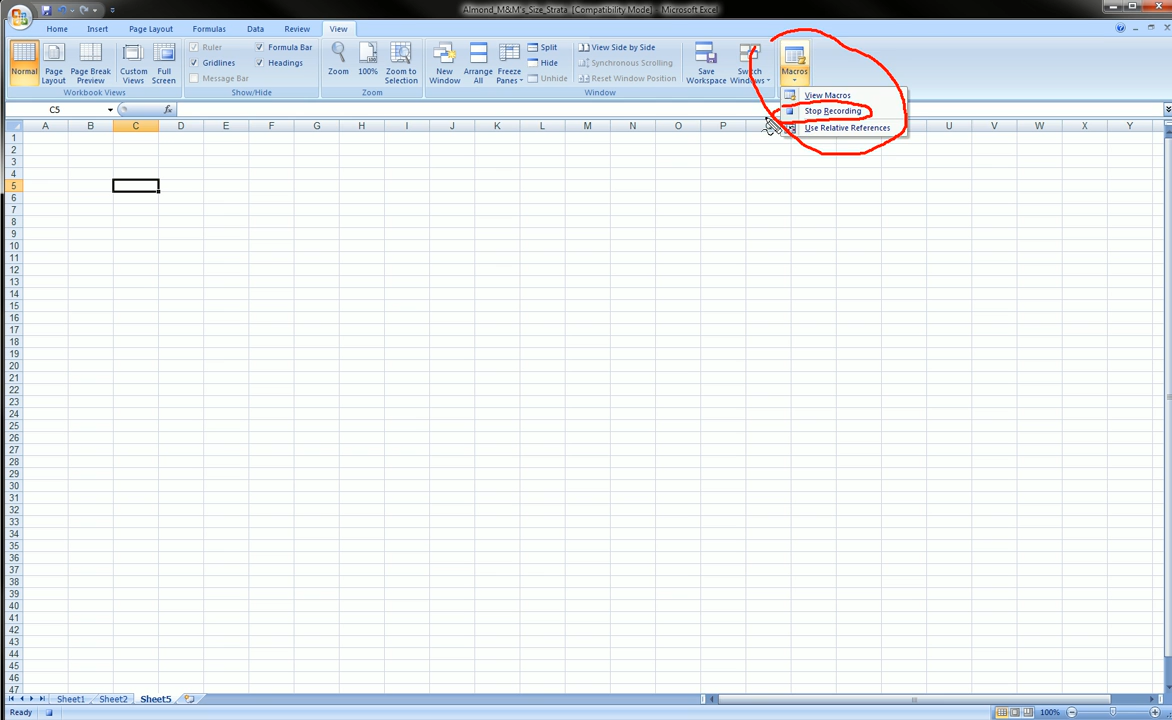 Almond_M&M's_Size_Strata [Compatibility Mode] - Microsoft Excel
Home Insert Page Layout Formulas Data Review View
Normal Page Layout Page Break Preview Custom Views Full Screen
Workbook Views
Ruler Formula Bar
Gridlines Headings
Message Bar
Show/Hide
Zoom 100% Zoom to Selection
Zoom
New Window Arrange All Freeze Panes
Split
Hide
Unhide
View Side by Side
Synchronous Scrolling
Reset Window Position
Window
Save Workspace Switch Windows
Macros
View Macros
Stop Recording
Use Relative References
C5 fx
A B C D E F G H I J K L M N O P U V W X Y
1
2
3
4
5
6
7
8
9
10
11
12
13
14
15
16
17
18
19
20
21
22
23
24
25
26
27
28
29
30
31
32
33
34
35
36
37
38
39
40
41
42
43
44
45
46
47
Sheet1 Sheet2 Sheet5
Ready 100%